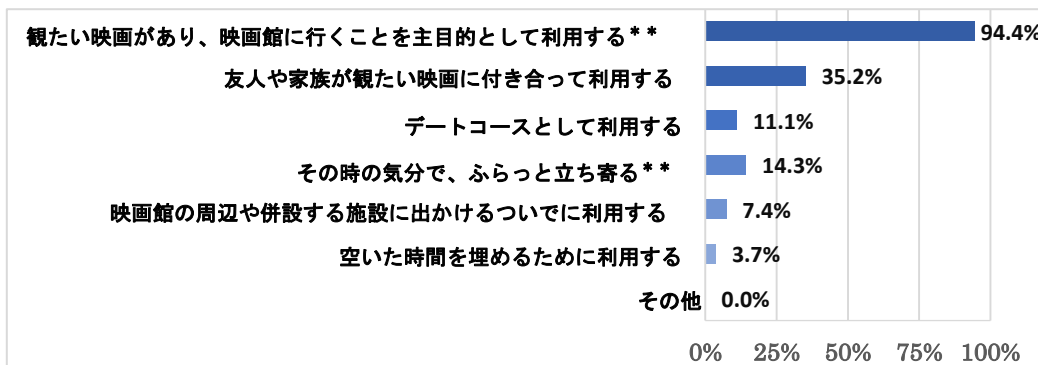 観たい映画があり、映画館に行くことを主目的として利用する** 94.4%
友人や家族が観たい映画に付き合って利用する 35.2%
デートコースとして利用する 11.1%
その時の気分で、ふらっと立ち寄る** 14.3%
映画館の周辺や併設する施設に出かけるついでに利用する 7.4%
空いた時間を埋めるために利用する 3.7%
その他 0.0%
0% 25% 50% 75% 100%